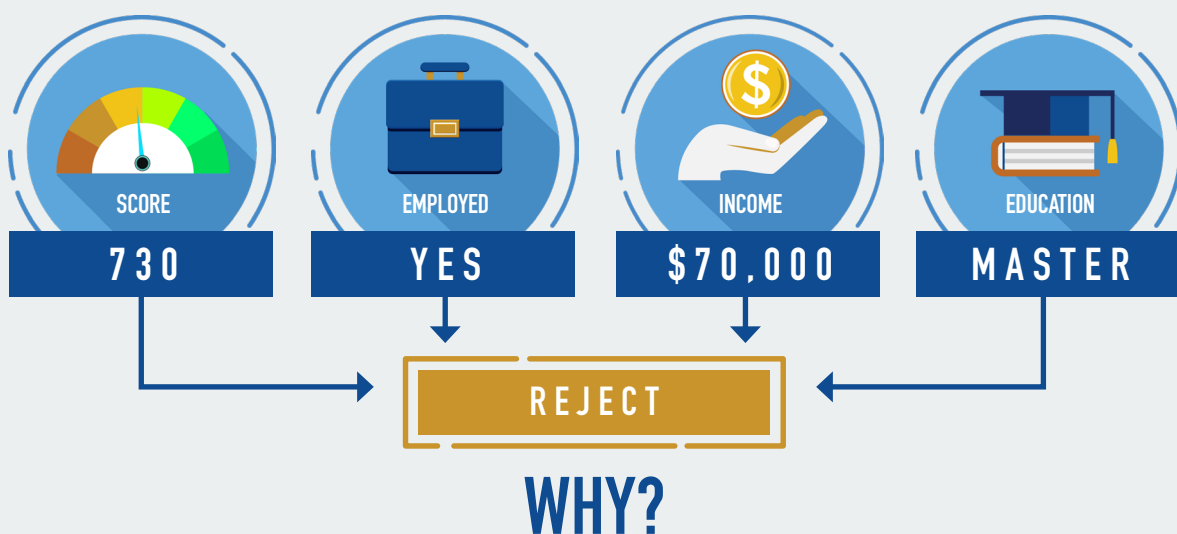 SCORE
730
EMPLOYED
YES
$
INCOME
$70,000
EDUCATION
MASTER
REJECT
WHY?